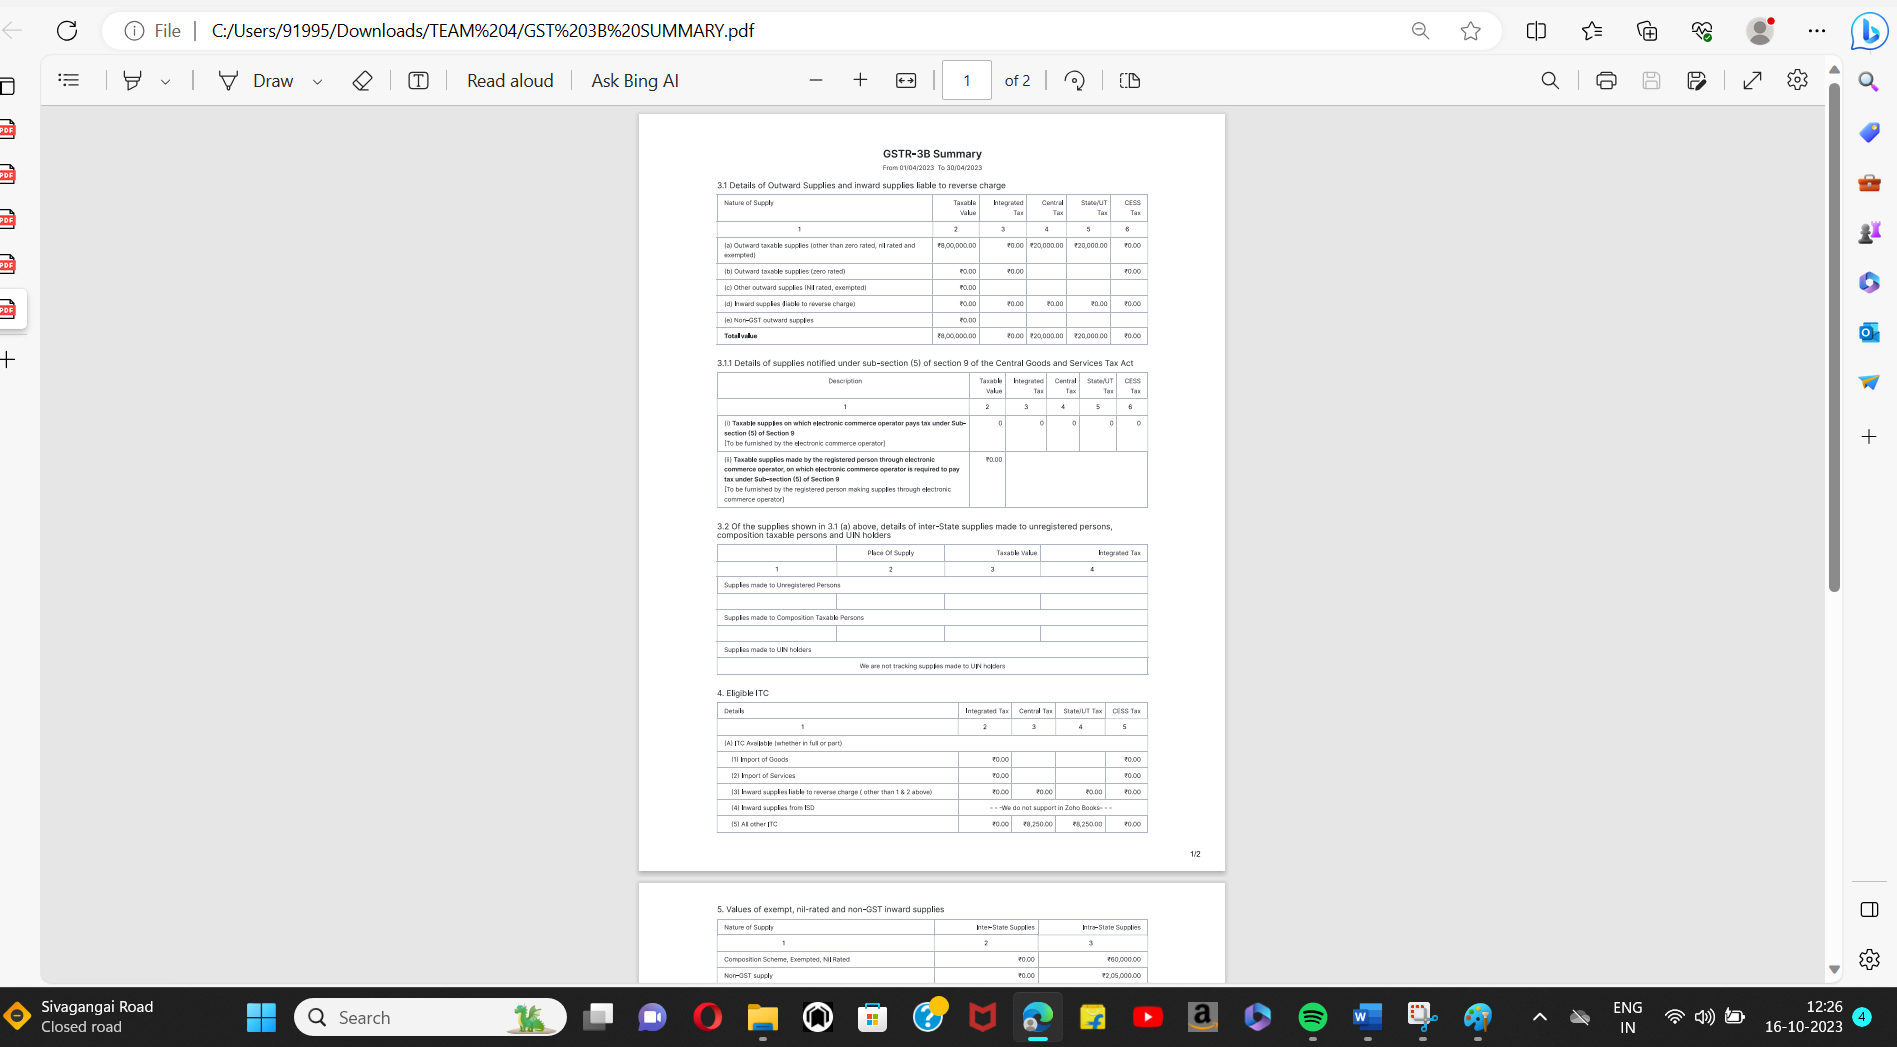 File
C:/Users/91995/Downloads/TEAM%204/GST%203B%20SUMMARY.pdf
Draw
Read aloud
Ask Bing AI
1
of 2
PDF
PDF
PDF
PDF
PDF
GSTR-3B Summary
From 01/04/2023 To 30/04/2023
3.1 Details of Outward Supplies and inward supplies liable to reverse charge
Nature of Supply Taxable Value Integrated Tax Central Tax State/UT Tax CESS Tax
1 2 3 4 5 6
(a) Outward taxable supplies (other than zero rated, nil rated and exempted) ₹8,00,000.00 ₹0.00 ₹20,000.00 ₹20,000.00 ₹0.00
(b) Outward taxable supplies (zero rated) ₹0.00 ₹0.00 ₹0.00
(c) Other outward supplies (Nil rated, exempted) ₹0.00
(d) Inward supplies (liable to reverse charge) ₹0.00 ₹0.00 ₹0.00 ₹0.00 ₹0.00
(e) Non-GST outward supplies ₹0.00
Total value ₹8,00,000.00 ₹0.00 ₹20,000.00 ₹20,000.00 ₹0.00
3.1.1 Details of supplies notified under sub-section (5) of section 9 of the Central Goods and Services Tax Act
Description Taxable Value Integrated Tax Central Tax State/UT Tax CESS Tax
1 2 3 4 5 6
(i) Taxable supplies on which electronic commerce operator pays tax under Sub- 0 0 0 0 0
section (5) of Section 9
[To be furnished by the electronic commerce operator]
(ii) Taxable supplies made by the registered person through electronic ₹0.00
commerce operator, on which electronic commerce operator is required to pay
tax under Sub-section (5) of Section 9
[To be furnished by the registered person making supplies through electronic
commerce operator]
3.2 Of the supplies shown in 3.1 (a) above, details of inter-State supplies made to unregistered persons,
composition taxable persons and UIN holders
Place Of Supply Taxable Value Integrated Tax
1 2 3 4
Supplies made to Unregistered Persons
Supplies made to Composition Taxable Persons
Supplies made to UIN holders
We are not tracking supplies made to UIN holders
4. Eligible ITC
Details Integrated Tax Central Tax State/UT Tax CESS Tax
1 2 3 4 5
(A) ITC Available (whether in full or part)
(1) Import of Goods ₹0.00 ₹0.00
(2) Import of Services ₹0.00 ₹0.00
(3) Inward supplies liable to reverse charge ( other than 1 & 2 above) ₹0.00 ₹0.00 ₹0.00 ₹0.00
(4) Inward supplies from ISD - - -We do not support in Zoho Books- - -
(5) All other ITC ₹0.00 ₹8,250.00 ₹8,250.00 ₹0.00
1/2
5. Values of exempt, nil-rated and non-GST inward supplies
Nature of Supply Inter-State Supplies Intra-State Supplies
1 2 3
Composition Scheme, Exempted, Nil Rated ₹0.00 ₹60,000.00
Non-GST supply ₹0.00 ₹2,05,000.00
Sivagangai Road
Closed road
Search
ENG
IN
12:26
16-10-2023
4